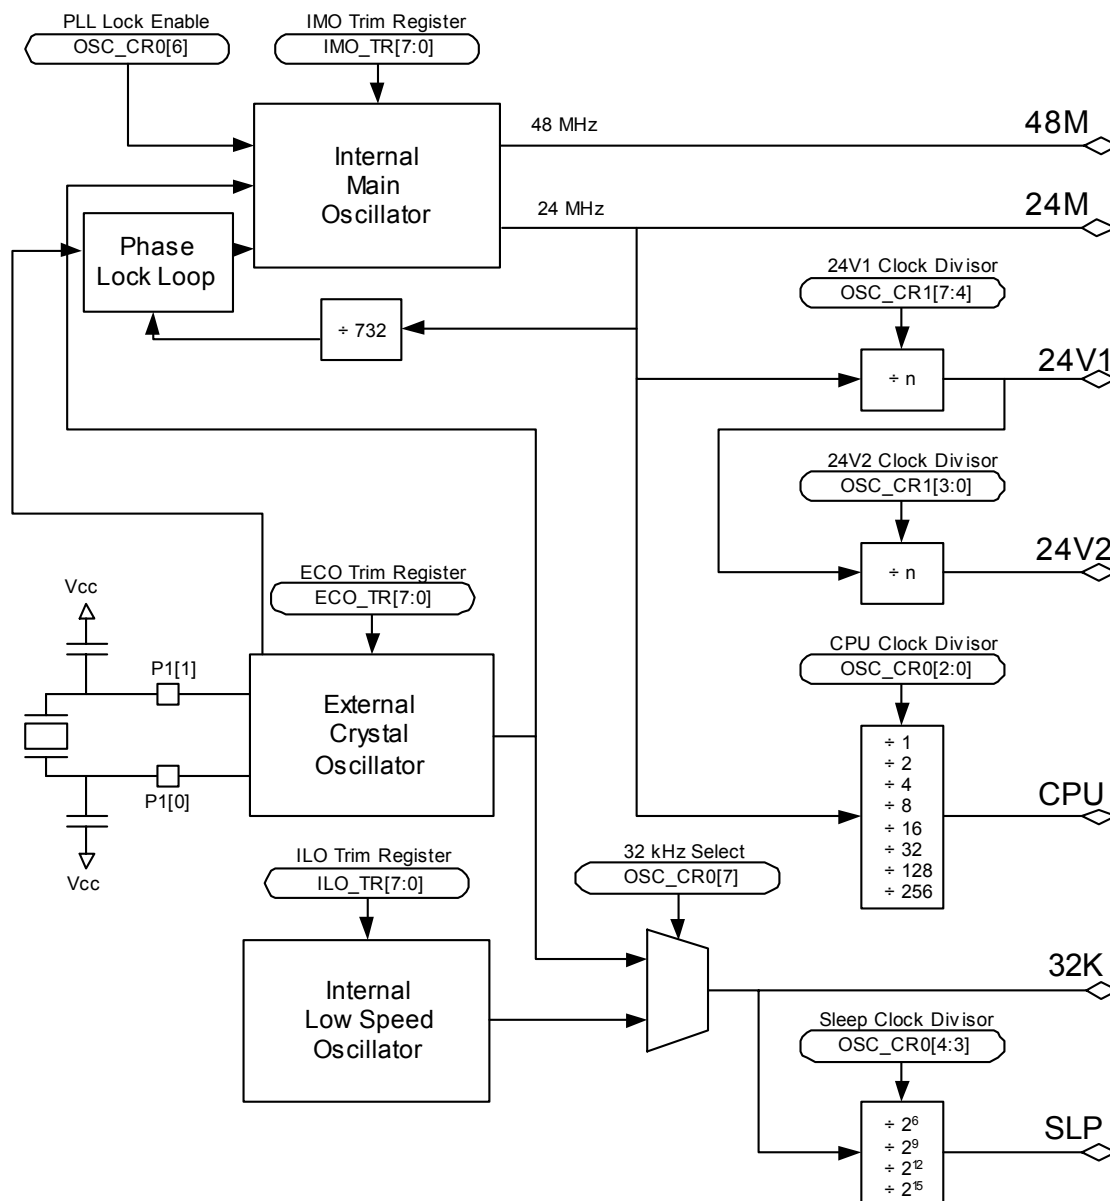 PLL Lock Enable
OSC_CR0[6]
IMO Trim Register
IMO_TR[7:0]
48 MHz
48M
Internal
Main
Oscillator
24 MHz
24M
Phase
Lock Loop
24V1 Clock Divisor
OSC_CR1[7:4]
÷ 732
÷ n
24V1
24V2 Clock Divisor
OSC_CR1[3:0]
÷ n
24V2
ECO Trim Register
ECO_TR[7:0]
Vcc
P1[1]
External
Crystal
Oscillator
P1[0]
Vcc
CPU Clock Divisor
OSC_CR0[2:0]
÷ 1
÷ 2
÷ 4
÷ 8
÷ 16
÷ 32
÷ 128
÷ 256
CPU
ILO Trim Register
ILO_TR[7:0]
32 kHz Select
OSC_CR0[7]
Internal
Low Speed
Oscillator
32K
Sleep Clock Divisor
OSC_CR0[4:3]
÷ 2⁶
÷ 2⁹
÷ 2¹²
÷ 2¹⁵
SLP